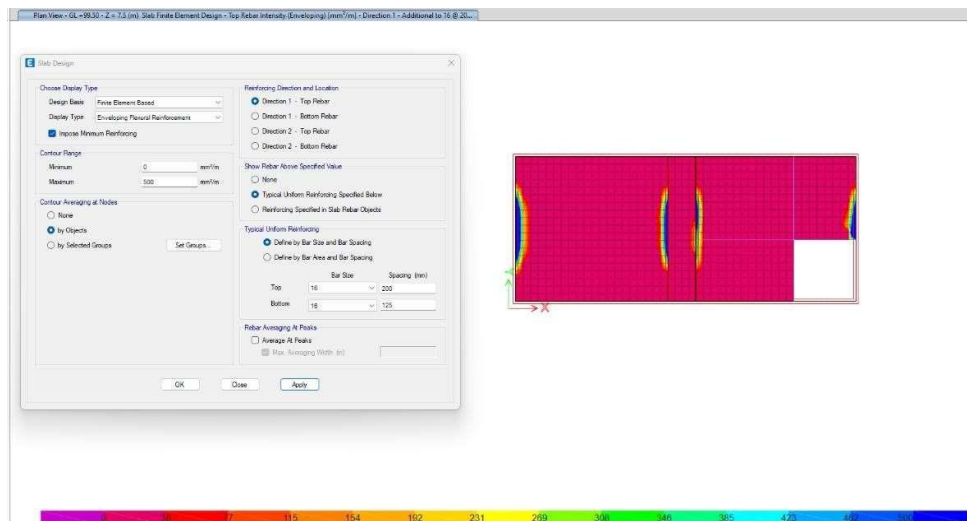 Plan View - GL +99.50 - Z = 7.5 (m) Slab Finite Element Design - Top Rebar Intensity (Enveloping) [mm²/m] - Direction 1 - Additional to 16 @ 20...
Slab Design
Choose Display Type
Design Basis Finite Element Based
Display Type Enveloping Flexural Reinforcement
Impose Minimum Reinforcing
Contour Range
Minimum 0 mm²/m
Maximum 500 mm²/m
Contour Averaging at Nodes
None
by Objects
by Selected Groups Set Groups...
Reinforcing Direction and Location
Direction 1 - Top Rebar
Direction 1 - Bottom Rebar
Direction 2 - Top Rebar
Direction 2 - Bottom Rebar
Show Rebar Above Specified Value
None
Typical Uniform Reinforcing Specified Below
Reinforcing Specified in Slab Rebar Objects
Typical Uniform Reinforcing
Define by Bar Size and Bar Spacing
Define by Bar Area and Bar Spacing
Bar Size Spacing (mm)
Top 16 200
Bottom 16 125
Rebar Averaging At Peaks
Average At Peaks
Max. Averaging Width (m)
OK Close Apply
Y
X
115 154 192 231 269 308 346 385 423 462 500